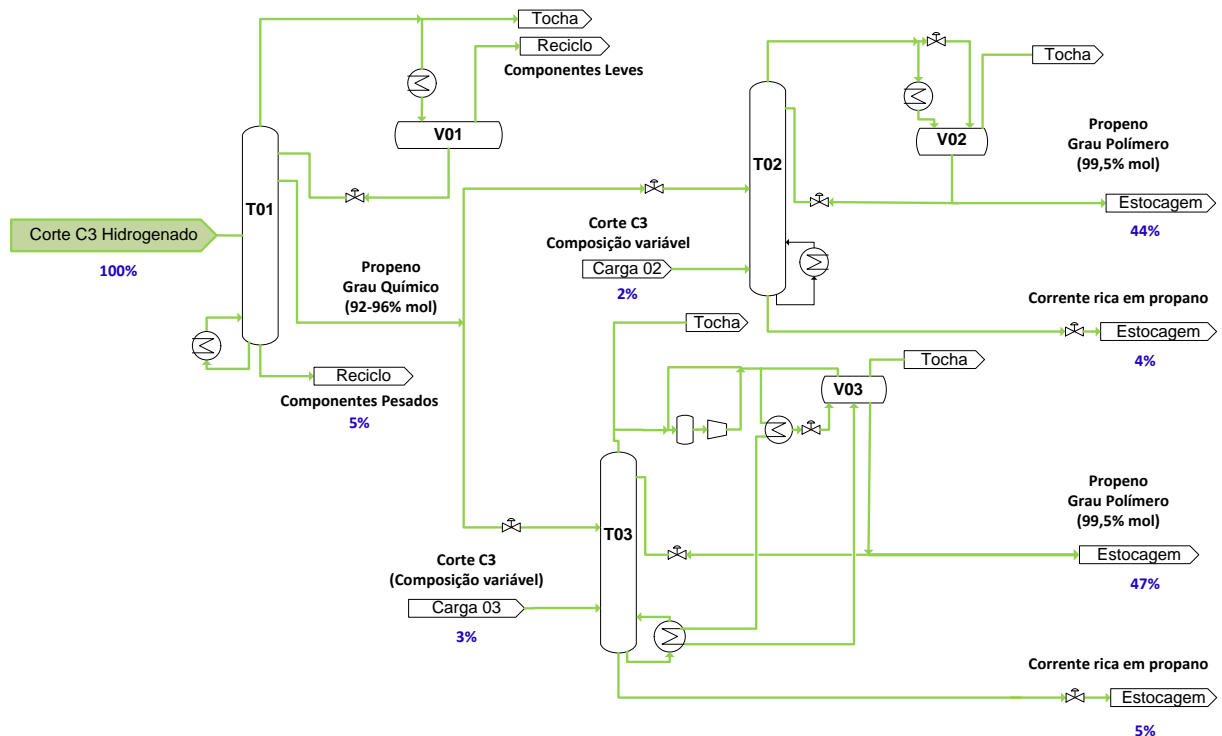 Tocha
Reciclo
Componentes Leves
V01
T01
Corte C3 Hidrogenado
100%
Propeno
Grau Químico
(92-96% mol)
Reciclo
Componentes Pesados
5%
Tocha
V02
T02
Propeno
Grau Polímero
(99,5% mol)
Estocagem
44%
Corte C3
Composição variável
Carga 02
2%
Corrente rica em propano
Estocagem
4%
Tocha
Tocha
V03
T03
Propeno
Grau Polímero
(99,5% mol)
Estocagem
47%
Corte C3
(Composição variável)
Carga 03
3%
Corrente rica em propano
Estocagem
5%